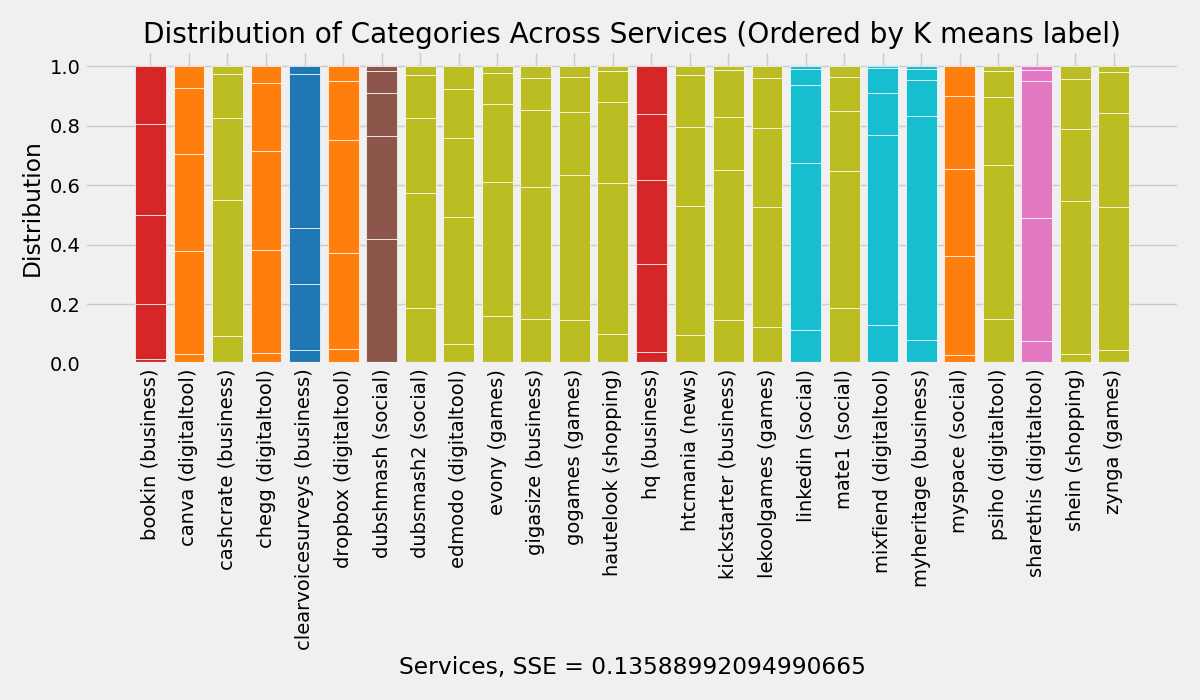 Distribution of Categories Across Services (Ordered by K means label)
Distribution
1.0
0.8
0.6
0.4
0.2
0.0
bookin (business)
canva (digitaltool)
cashcrate (business)
chegg (digitaltool)
clearvoicesurveys (business)
dropbox (digitaltool)
dubshmash (social)
dubsmash2 (social)
edmodo (digitaltool)
evony (games)
gigasize (business)
gogames (games)
hautelook (shopping)
hq (business)
htcmania (news)
kickstarter (business)
lekoolgames (games)
linkedin (social)
mate1 (social)
mixfiend (digitaltool)
myheritage (business)
myspace (social)
psiho (digitaltool)
sharethis (digitaltool)
shein (shopping)
zynga (games)
Services, SSE = 0.13588992094990665